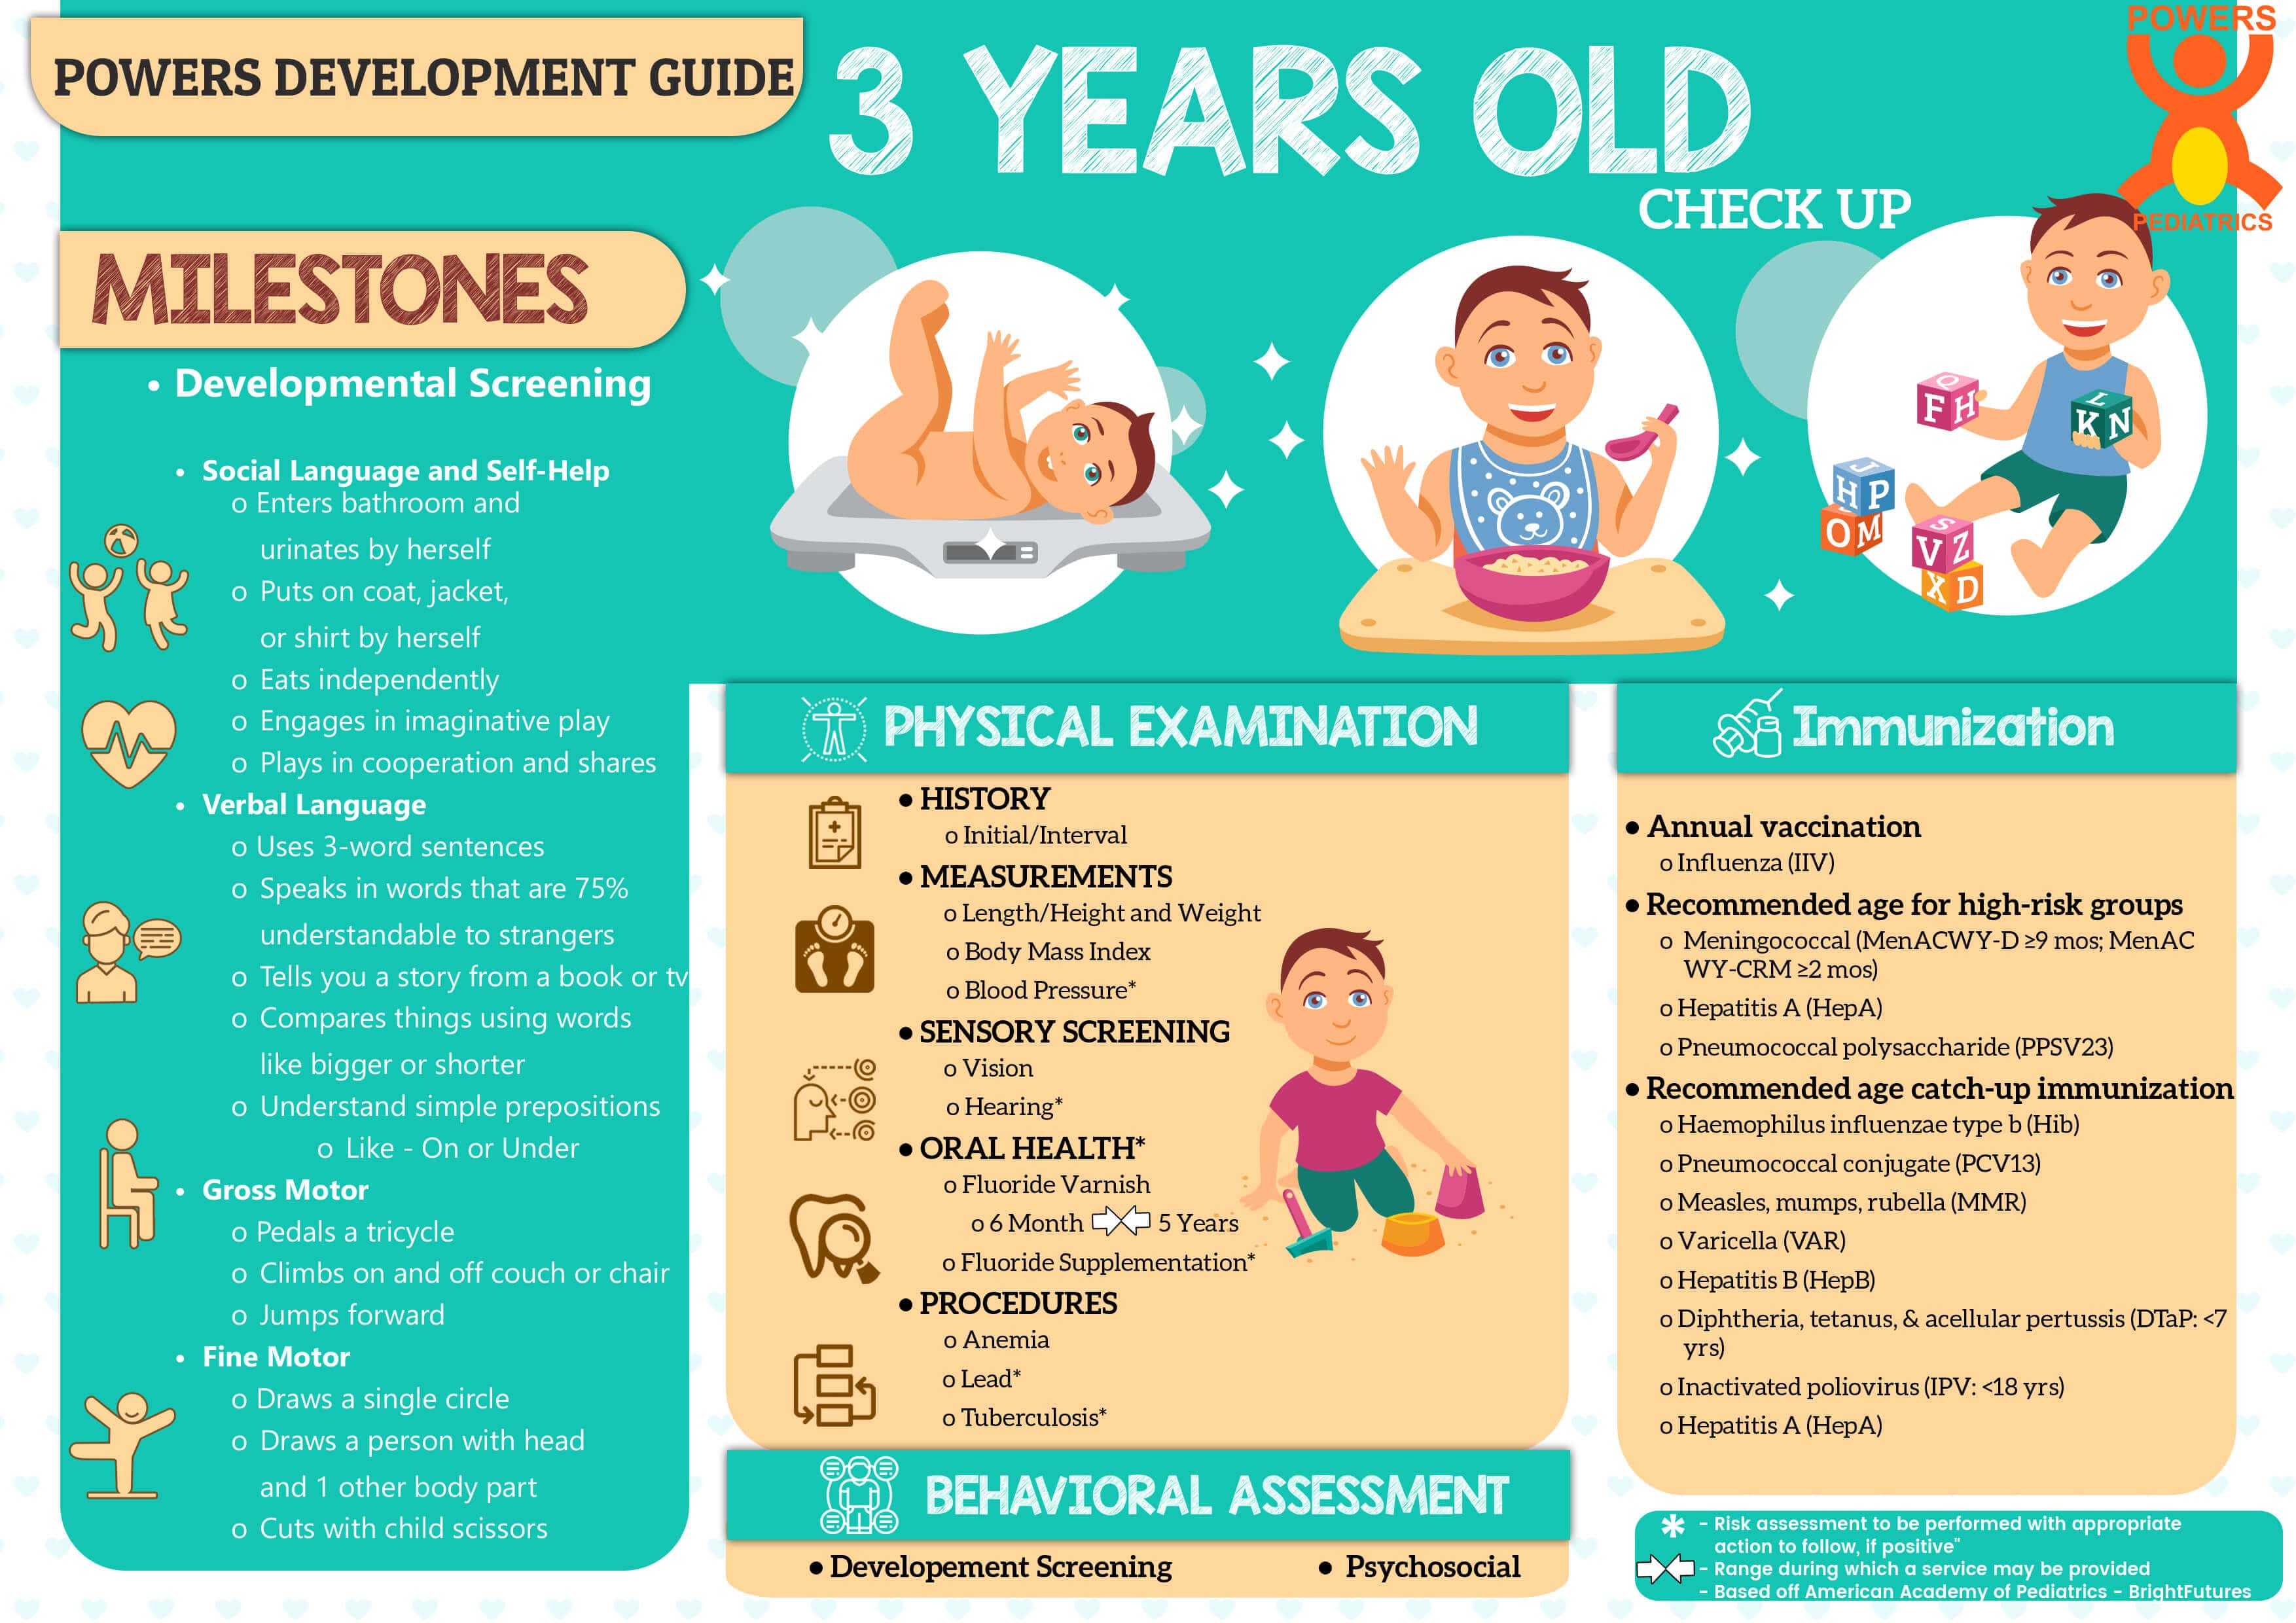 POWERS DEVELOPMENT GUIDE
3 YEARS OLD
CHECK UP
POWERS
PEDIATRICS
MILESTONES
• Developmental Screening
• Social Language and Self-Help
o Enters bathroom and
urinates by herself
o Puts on coat, jacket,
or shirt by herself
o Eats independently
o Engages in imaginative play
o Plays in cooperation and shares
• Verbal Language
o Uses 3-word sentences
o Speaks in words that are 75%
understandable to strangers
o Tells you a story from a book or tv
o Compares things using words
like bigger or shorter
o Understand simple prepositions
o Like - On or Under
• Gross Motor
o Pedals a tricycle
o Climbs on and off couch or chair
o Jumps forward
• Fine Motor
o Draws a single circle
o Draws a person with head
and 1 other body part
o Cuts with child scissors
O
F H
L
K N
J
H P
O M
S
V Z
X D
PHYSICAL EXAMINATION
• HISTORY
o Initial/Interval
• MEASUREMENTS
o Length/Height and Weight
o Body Mass Index
o Blood Pressure*
• SENSORY SCREENING
o Vision
o Hearing*
• ORAL HEALTH*
o Fluoride Varnish
o 6 Month 5 Years
o Fluoride Supplementation*
• PROCEDURES
o Anemia
o Lead*
o Tuberculosis*
BEHAVIORAL ASSESSMENT
• Developement Screening
• Psychosocial
Immunization
• Annual vaccination
o Influenza (IIV)
• Recommended age for high-risk groups
o Meningococcal (MenACWY-D ≥9 mos; MenAC
WY-CRM ≥2 mos)
o Hepatitis A (HepA)
o Pneumococcal polysaccharide (PPSV23)
• Recommended age catch-up immunization
o Haemophilus influenzae type b (Hib)
o Pneumococcal conjugate (PCV13)
o Measles, mumps, rubella (MMR)
o Varicella (VAR)
o Hepatitis B (HepB)
o Diphtheria, tetanus, & acellular pertussis (DTaP: <7
yrs)
o Inactivated poliovirus (IPV: <18 yrs)
o Hepatitis A (HepA)
* - Risk assessment to be performed with appropriate
action to follow, if positive"
- Range during which a service may be provided
- Based off American Academy of Pediatrics - BrightFutures